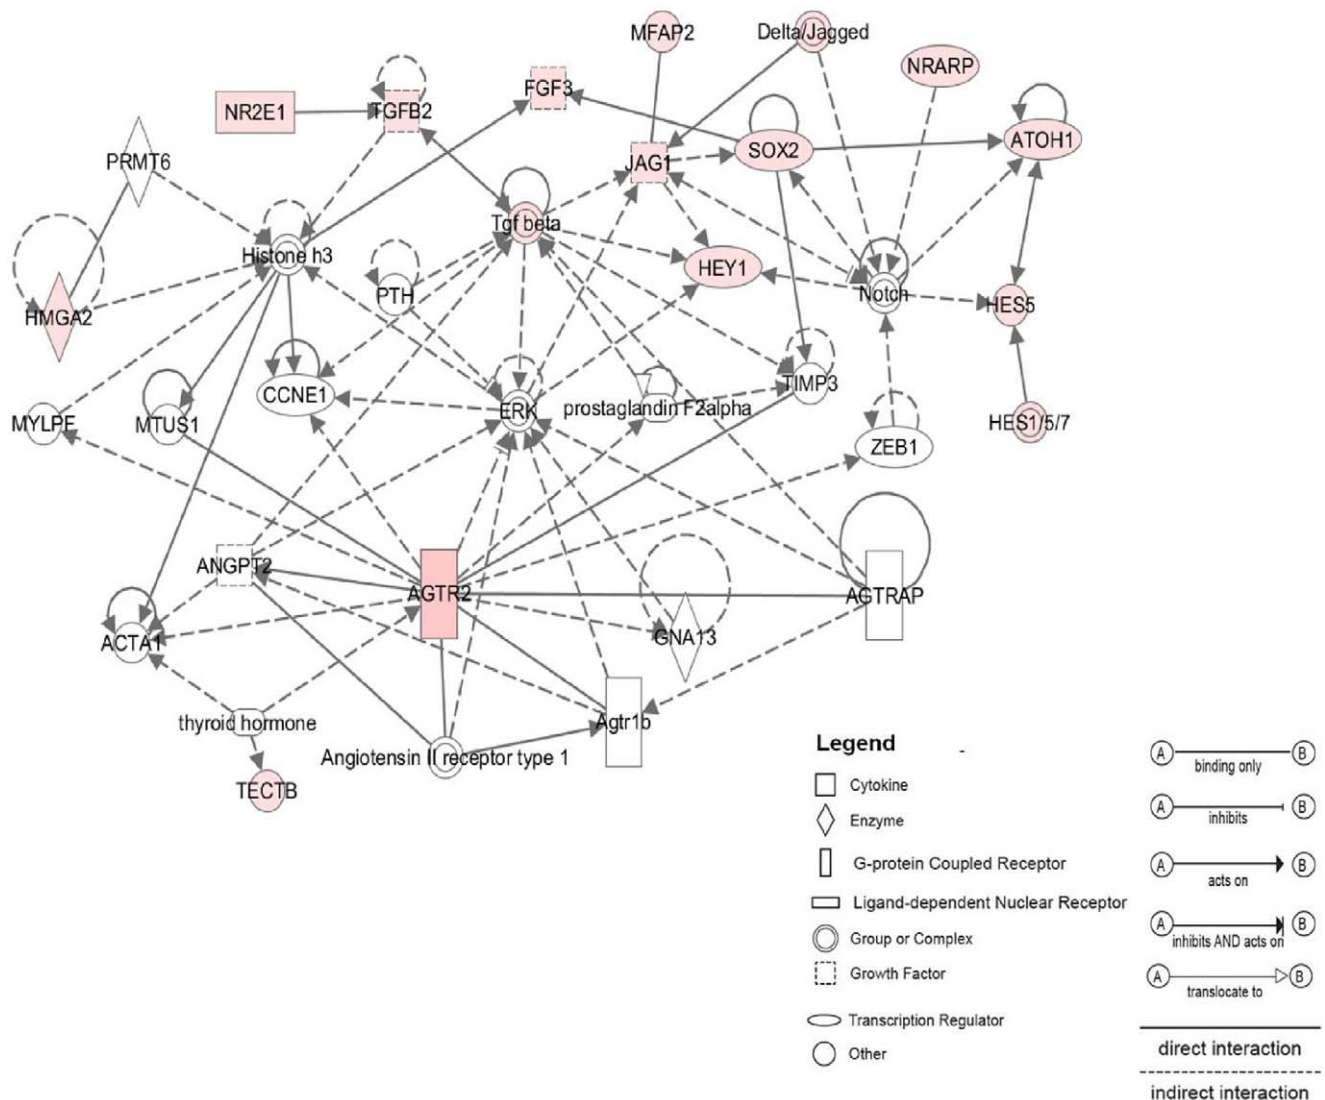 MFAP2
Delta/Jagged
NRARP
FGF3
NR2E1
TGFB2
ATOH1
SOX2
JAG1
PRMT6
Tgf beta
Histone h3
HEY1
PTH
Notch
HES5
HMGA2
TIMP3
CCNE1
ERK
prostaglandin F2alpha
MYLPF
MTUS1
HES1/5/7
ZEB1
ANGPT2
AGTR2
AGTRAP
GNA13
ACTA1
thyroid hormone
Agtr1b
Angiotensin II receptor type 1
TECTB
Legend
-
Cytokine
Enzyme
G-protein Coupled Receptor
Ligand-dependent Nuclear Receptor
Group or Complex
Growth Factor
Transcription Regulator
Other
A B
binding only
A B
inhibits
A B
acts on
A B
inhibits AND acts on
A B
translocate to
direct interaction
indirect interaction